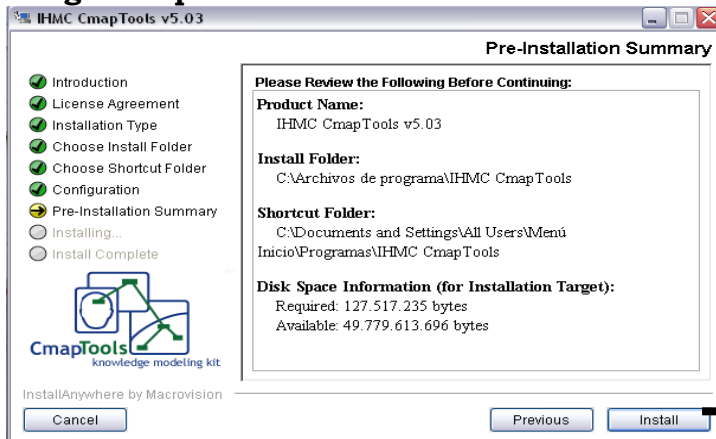 IHMC CmapTools v5.03
Pre-Installation Summary
Introduction
License Agreement
Installation Type
Choose Install Folder
Choose Shortcut Folder
Configuration
Pre-Installation Summary
Installing...
Install Complete
CmapTools
knowledge modeling kit
Please Review the Following Before Continuing:
Product Name:
IHMC CmapTools v5.03
Install Folder:
C:\Archivos de programa\IHMC CmapTools
Shortcut Folder:
C:\Documents and Settings\All Users\Menú
Inicio\Programas\IHMC CmapTools
Disk Space Information (for Installation Target):
Required: 127.517.235 bytes
Available: 49.779.613.696 bytes
InstallAnywhere by Macrovision
Cancel
Previous
Install